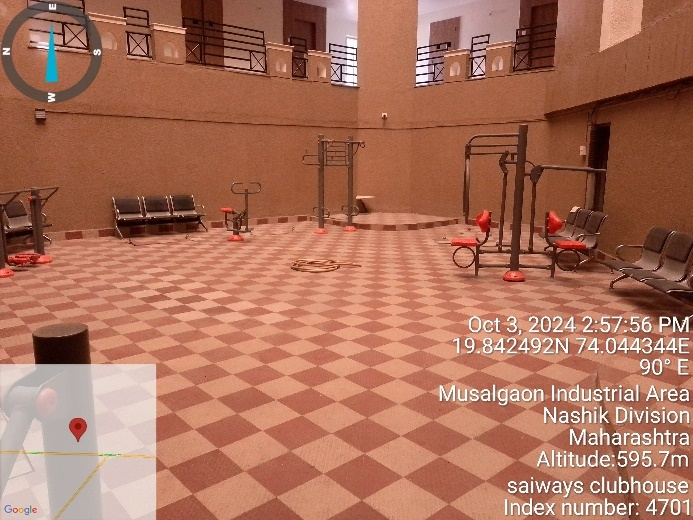 E
N
S
W
Oct 3, 2024 2:57:56 PM
19.842492N 74.044344E
90° E
Musalgaon Industrial Area
Nashik Division
Maharashtra
Altitude:595.7m
saiways clubhouse
Index number: 4701
Google